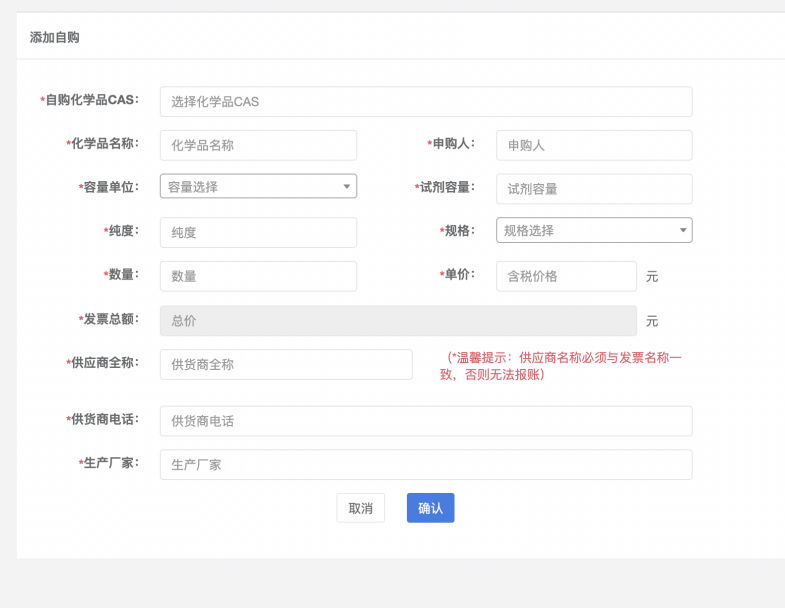 添加自购
*自购化学品CAS: 选择化学品CAS
*化学品名称: 化学品名称 *申购人: 申购人
*容量单位: 容量选择 *试剂容量: 试剂容量
*纯度: 纯度 *规格: 规格选择
*数量: 数量 *单价: 含税价格 元
*发票总额: 总价 元
*供应商全称: 供货商全称 （*温馨提示：供应商名称必须与发票名称一
致，否则无法报账）
*供货商电话: 供货商电话
*生产厂家: 生产厂家
取消 确认